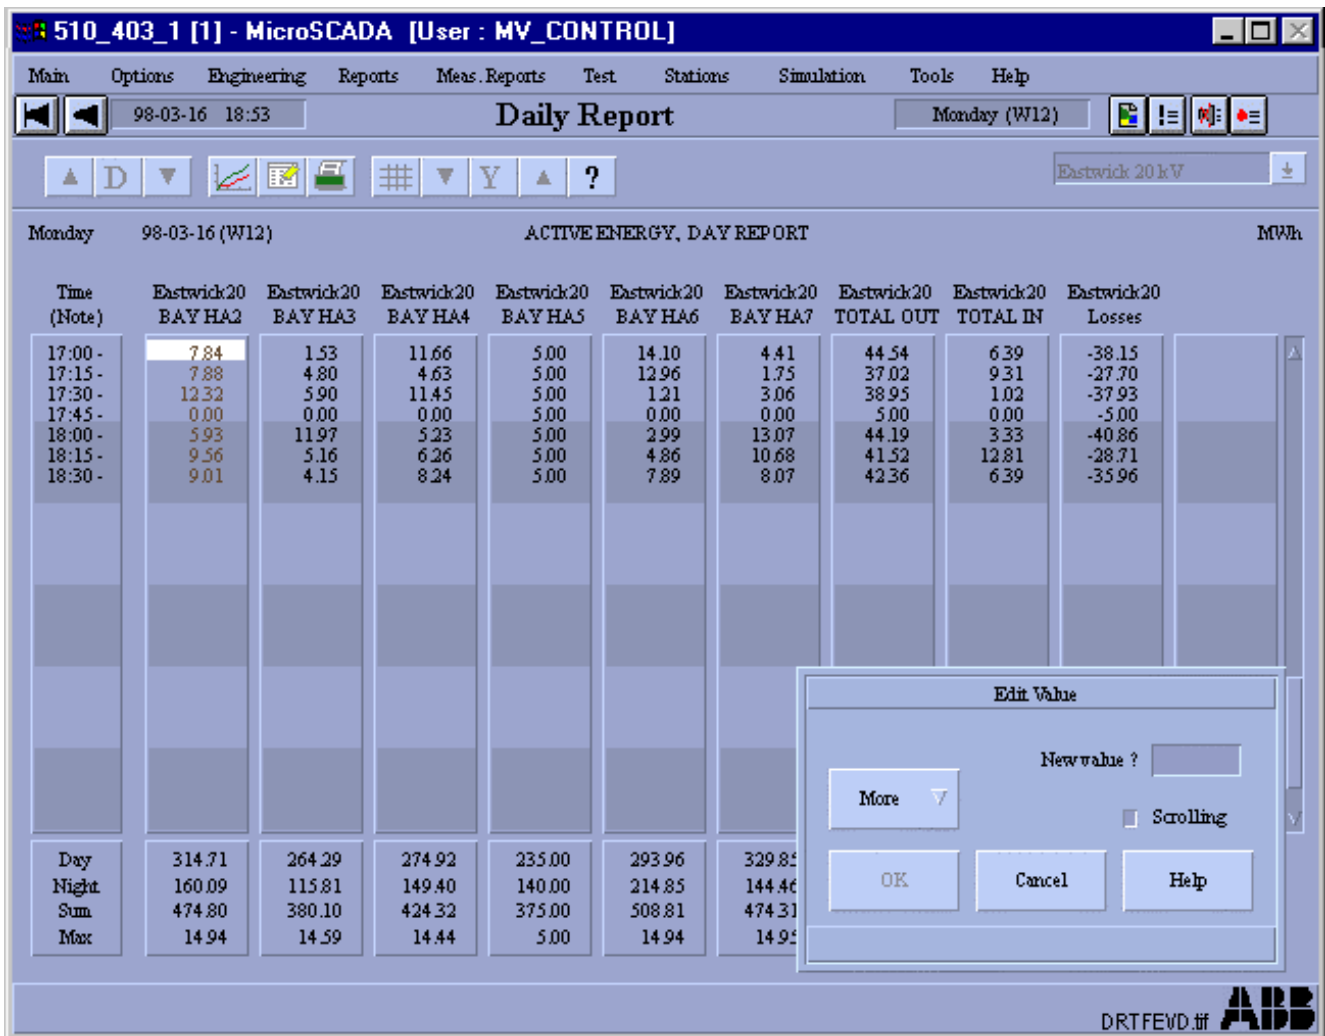 510_403_1 [1] - MicroSCADA [User : MV_CONTROL]
Main Options Engineering Reports Meas. Reports Test Stations Simulation Tools Help
98-03-16 18:53 Daily Report Monday (W12)
D Y ? Eastwick 20 kV
Monday 98-03-16 (W12) ACTIVE ENERGY, DAY REPORT MWh
Time Eastwick20 Eastwick20 Eastwick20 Eastwick20 Eastwick20 Eastwick20 Eastwick20 Eastwick20 Eastwick20
(Note) BAY HA2 BAY HA3 BAY HA4 BAY HA5 BAY HA6 BAY HA7 TOTAL OUT TOTAL IN Losses
17:00 - 7.84 1.53 11.66 5.00 14.10 4.41 44.54 6.39 -38.15
17:15 - 7.88 4.80 4.63 5.00 12.96 1.75 37.02 9.31 -27.70
17:30 - 12.32 5.90 11.45 5.00 1.21 3.06 38.95 1.02 -37.93
17:45 - 0.00 0.00 0.00 5.00 0.00 0.00 5.00 0.00 -5.00
18:00 - 5.93 11.97 5.23 5.00 2.99 13.07 44.19 3.33 -40.86
18:15 - 9.56 5.16 6.26 5.00 4.86 10.68 41.52 12.81 -28.71
18:30 - 9.01 4.15 8.24 5.00 7.89 8.07 42.36 6.39 -35.96
Edit Value
New value ?
More
Scrolling
OK Cancel Help
Day 314.71 264.29 274.92 235.00 293.96 329.85
Night 160.09 115.81 149.40 140.00 214.85 144.46
Sum 474.80 380.10 424.32 375.00 508.81 474.31
Max 14.94 14.59 14.44 5.00 14.94 14.95
DRTFEVD.tif ABB